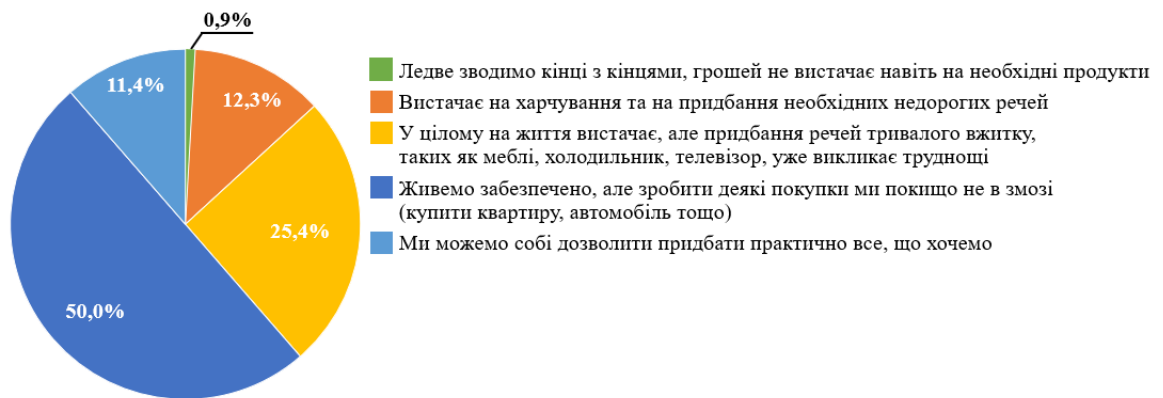 0,9%
11,4%
12,3%
25,4%
50,0%
Ледве зводимо кінці з кінцями, грошей не вистачає навіть на необхідні продукти
Вистачає на харчування та на придбання необхідних недорогих речей
У цілому на життя вистачає, але придбання речей тривалого вжитку,
таких як меблі, холодильник, телевізор, уже викликає труднощі
Живемо забезпечено, але зробити деякі покупки ми покищо не в змозі
(купити квартиру, автомобіль тощо)
Ми можемо собі дозволити придбати практично все, що хочемо